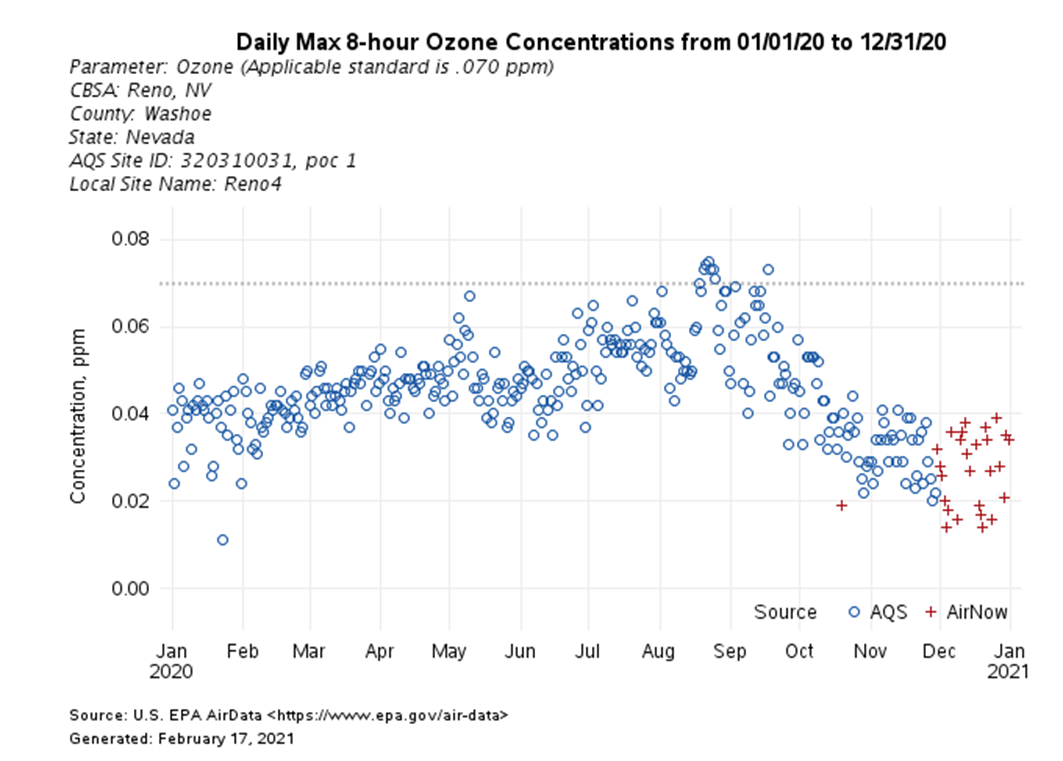 Daily Max 8-hour Ozone Concentrations from 01/01/20 to 12/31/20
Parameter: Ozone (Applicable standard is .070 ppm)
CBSA: Reno, NV
County: Washoe
State: Nevada
AQS Site ID: 320310031, poc 1
Local Site Name: Reno4
Concentration, ppm
0.08
0.06
0.04
0.02
0.00
Source AQS AirNow
Jan Feb Mar Apr May Jun Jul Aug Sep Oct Nov Dec Jan
2020 2021
Source: U.S. EPA AirData <https://www.epa.gov/air-data>
Generated: February 17, 2021